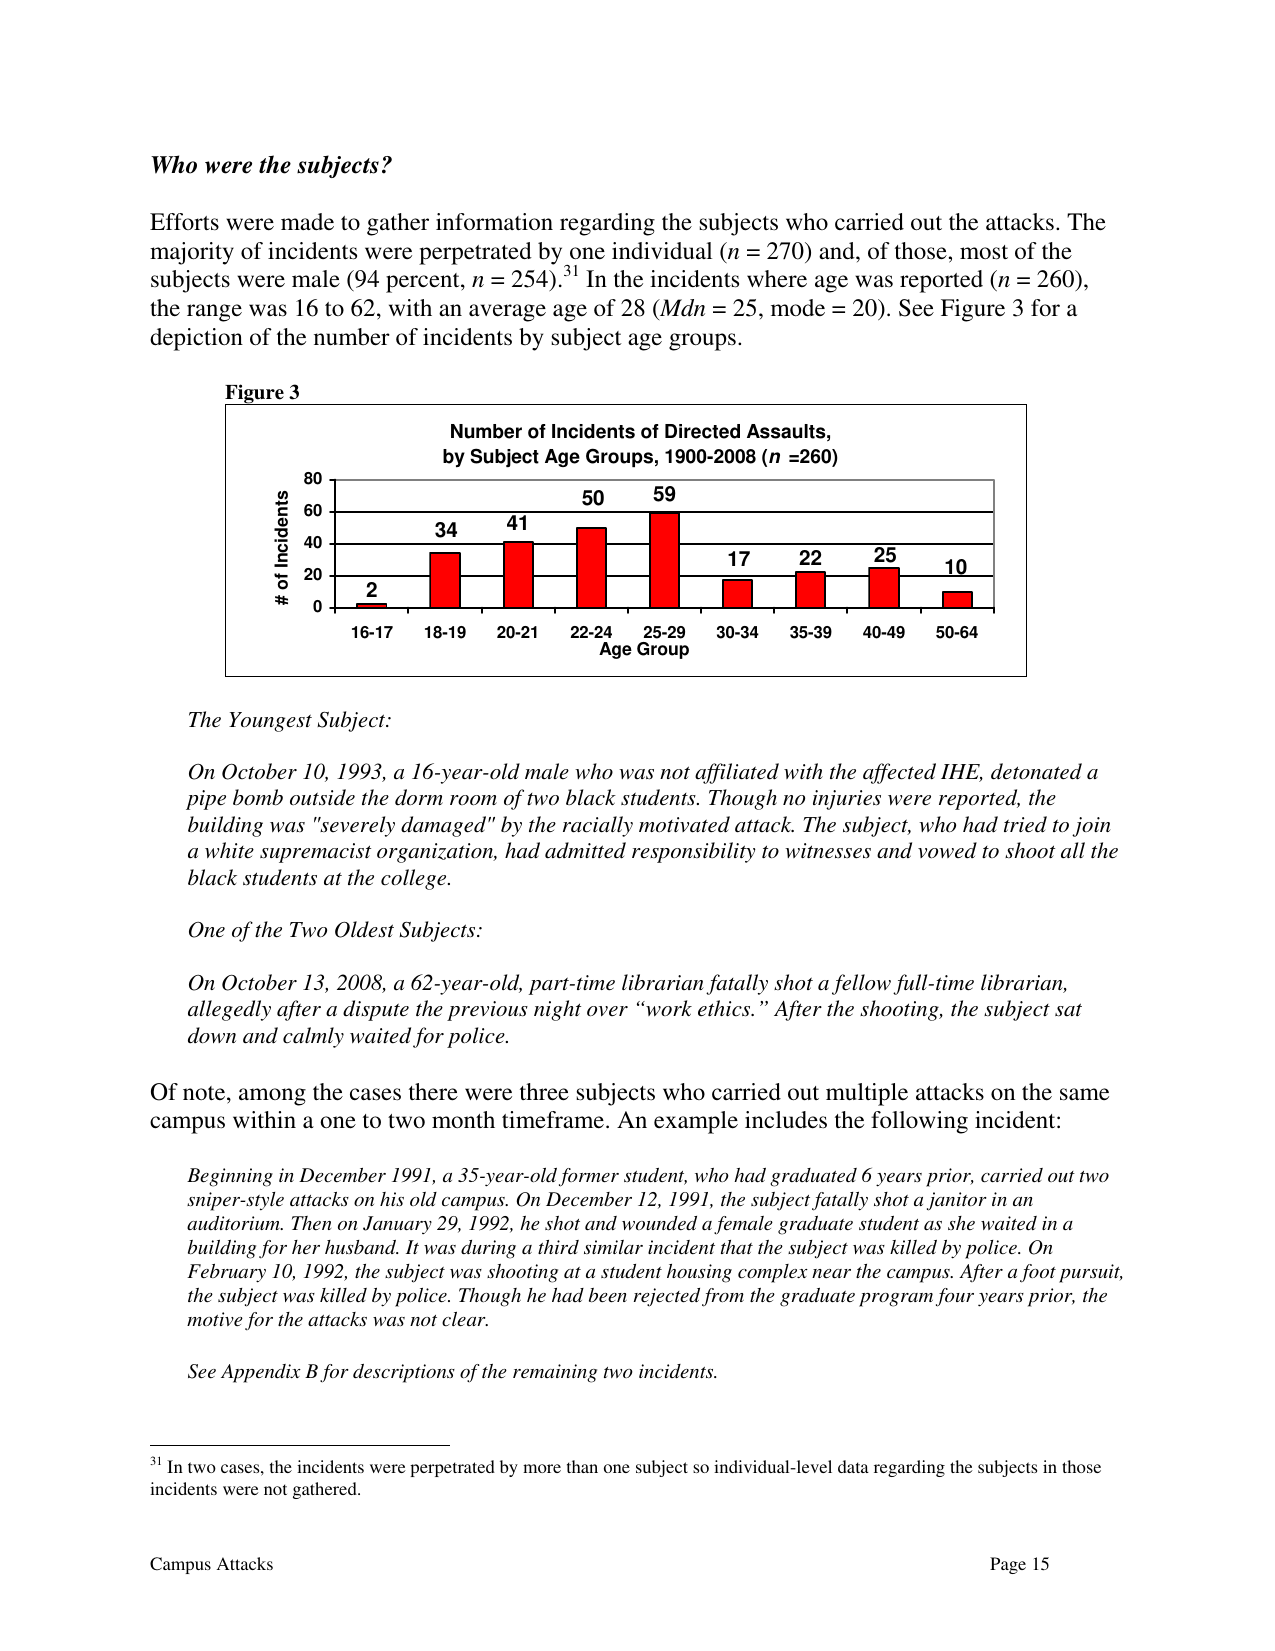 Who were the subjects?
Efforts were made to gather information regarding the subjects who carried out the attacks. The
majority of incidents were perpetrated by one individual (n = 270) and, of those, most of the
subjects were male (94 percent, n = 254).31 In the incidents where age was reported (n = 260),
the range was 16 to 62, with an average age of 28 (Mdn = 25, mode = 20). See Figure 3 for a
depiction of the number of incidents by subject age groups.
Figure 3
Number of Incidents of Directed Assaults,
by Subject Age Groups, 1900-2008 (n =260)
# of Incidents
80
60
40
20
0
2
34
41
50
59
17
22
25
10
16-17 18-19 20-21 22-24 25-29 30-34 35-39 40-49 50-64
Age Group
The Youngest Subject:
On October 10, 1993, a 16-year-old male who was not affiliated with the affected IHE, detonated a
pipe bomb outside the dorm room of two black students. Though no injuries were reported, the
building was "severely damaged" by the racially motivated attack. The subject, who had tried to join
a white supremacist organization, had admitted responsibility to witnesses and vowed to shoot all the
black students at the college.
One of the Two Oldest Subjects:
On October 13, 2008, a 62-year-old, part-time librarian fatally shot a fellow full-time librarian,
allegedly after a dispute the previous night over “work ethics.” After the shooting, the subject sat
down and calmly waited for police.
Of note, among the cases there were three subjects who carried out multiple attacks on the same
campus within a one to two month timeframe. An example includes the following incident:
Beginning in December 1991, a 35-year-old former student, who had graduated 6 years prior, carried out two
sniper-style attacks on his old campus. On December 12, 1991, the subject fatally shot a janitor in an
auditorium. Then on January 29, 1992, he shot and wounded a female graduate student as she waited in a
building for her husband. It was during a third similar incident that the subject was killed by police. On
February 10, 1992, the subject was shooting at a student housing complex near the campus. After a foot pursuit,
the subject was killed by police. Though he had been rejected from the graduate program four years prior, the
motive for the attacks was not clear.
See Appendix B for descriptions of the remaining two incidents.
31 In two cases, the incidents were perpetrated by more than one subject so individual-level data regarding the subjects in those
incidents were not gathered.
Campus Attacks Page 15